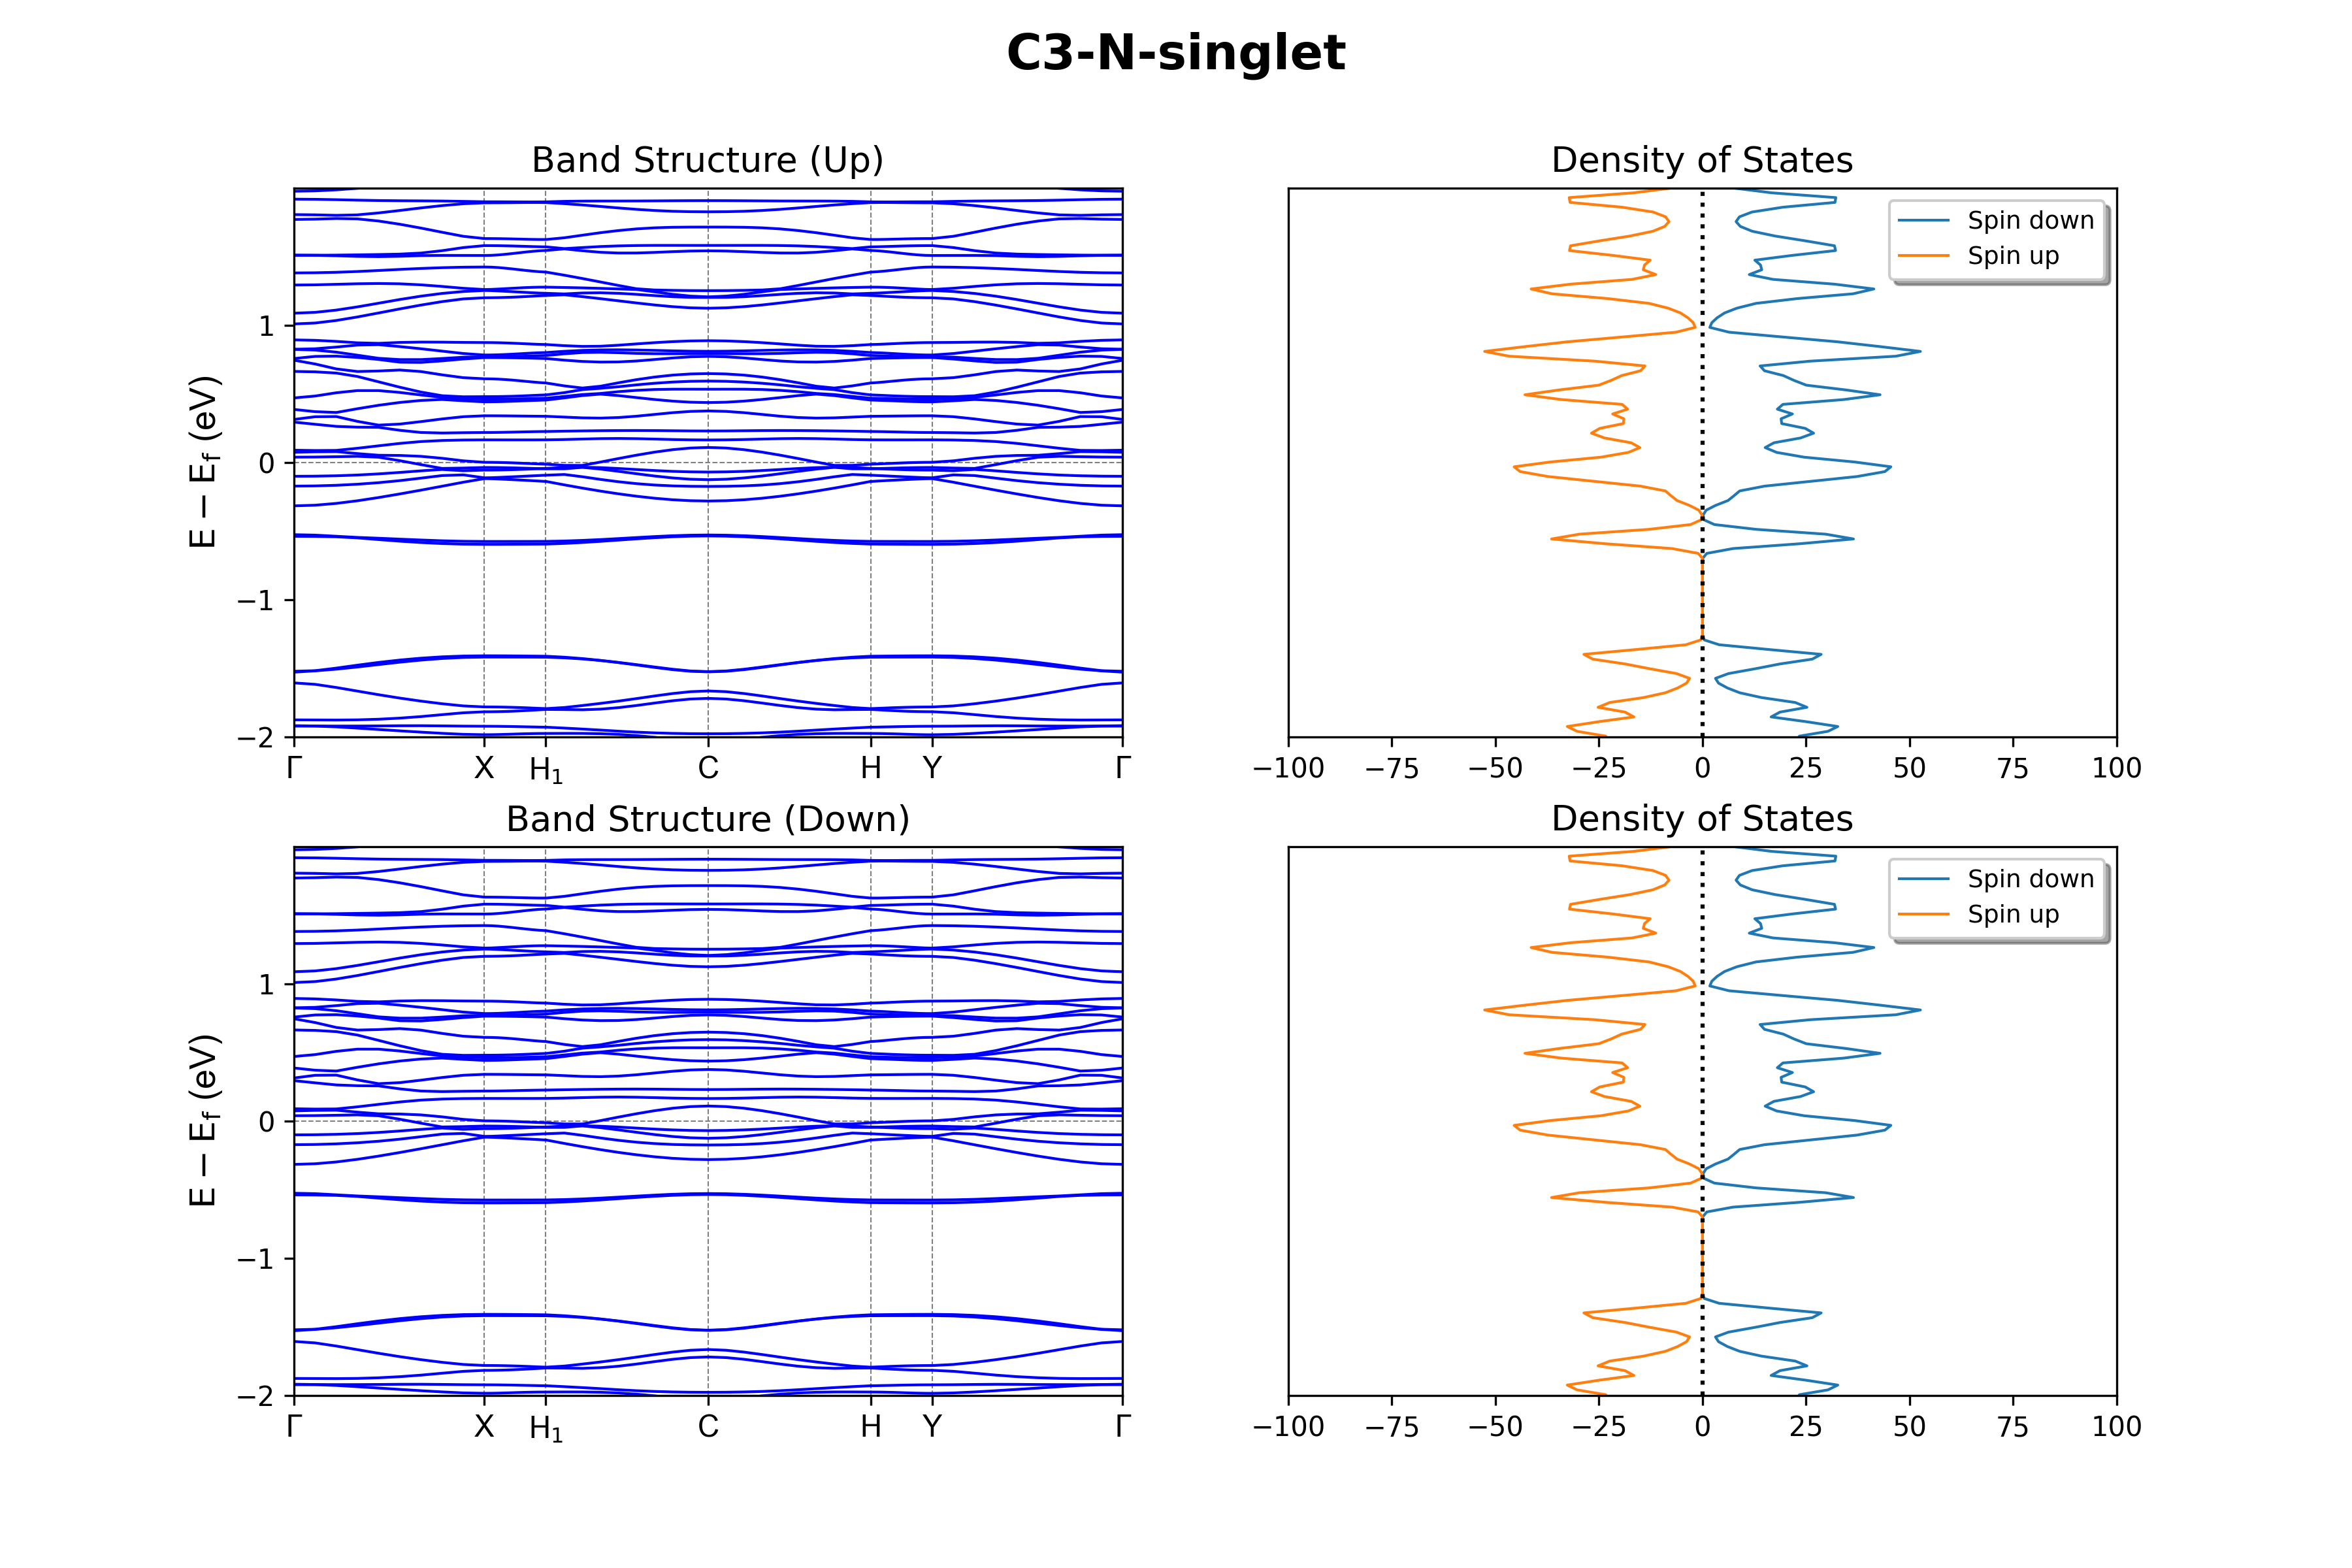 C3-N-singlet
Band Structure (Up)
E − E_f (eV)
1
0
−1
−2
Γ X H₁ C H Y Γ
Density of States
Spin down
Spin up
−100 −75 −50 −25 0 25 50 75 100
Band Structure (Down)
E − E_f (eV)
1
0
−1
−2
Γ X H₁ C H Y Γ
Density of States
Spin down
Spin up
−100 −75 −50 −25 0 25 50 75 100